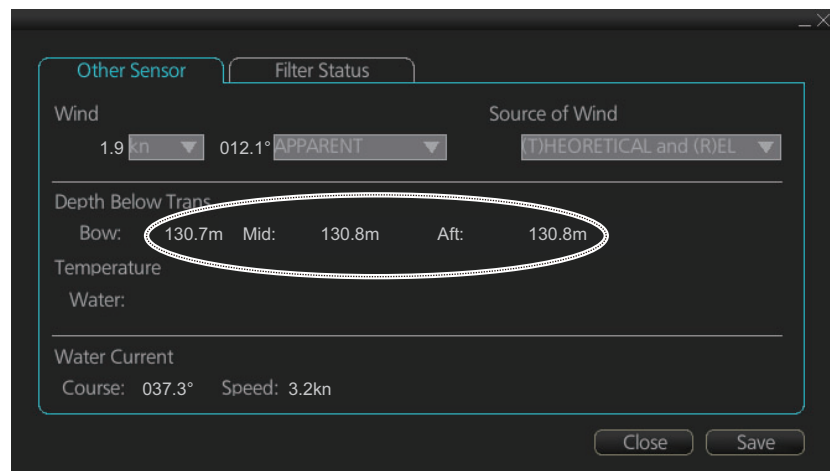 Other Sensor Filter Status
Wind Source of Wind
1.9 kn 012.1° APPARENT (T)HEORETICAL and (R)EL
Depth Below Trans
Bow: 130.7m Mid: 130.8m Aft: 130.8m
Temperature
Water:
Water Current
Course: 037.3° Speed: 3.2kn
Close Save